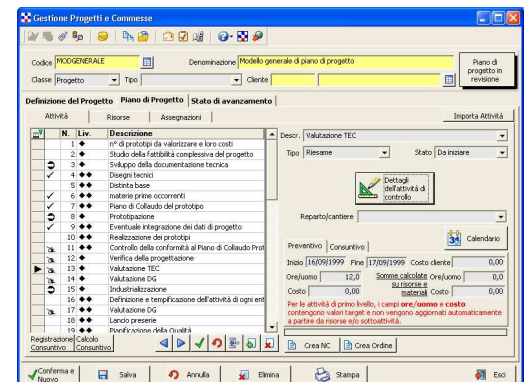 Gestione Progetti e Commesse
Codice MODGENERALE Denominazione Modello generale di piano di progetto
Piano di progetto in revisione
Classe Progetto Tipo Cliente
Definizione del Progetto Piano di Progetto Stato di avanzamento
Attività Risorse Assegnazioni Importa Attività
N. Liv. Descrizione
1 n° di prototipi da valorizzare e loro costi
2 Studio della fattibilità complessiva del progetto
3 Sviluppo della documentazione tecnica
4 Disegni tecnici
5 Distinta base
6 materie prime occorrenti
7 Piano di Collaudo del prototipo
8 Prototipazione
9 Eventuale integrazione dei dati di progetto
10 Realizzazione dei prototipi
11 Controllo della conformità al Piano di Collaudo Prot
12 Verifica della progettazione
13 Valutazione TEC
14 Valutazione DG
15 Industrializzazione
16 Definizione e tempificazione dell'attività di ogni ent
17 Valutazione DG
18 Lancio preserie
19 Pianificazione della Qualità
Registrazione Consuntivo
Calcolo Consuntivo
Descr. Valutazione TEC
Tipo Riesame Stato Da iniziare
Dettagli dell'attività di controllo
Reparto/cantiere
Preventivo Consuntivo Calendario
Inizio 16/09/1999 Fine 17/09/1999 Costo cliente 0,00
Ore/uomo 12,0 Somme calcolate su risorse e materiali Ore/uomo 0,0
Costo 0,00 Costo 0,00
Per le attività di primo livello, i campi ore/uomo e costo
contengono valori target e non vengono aggiornati automaticamente
a partire da risorse e/o sottoattività.
Crea NC Crea Ordine
Conferma e Nuovo Salva Annulla Elimina Stampa Esci